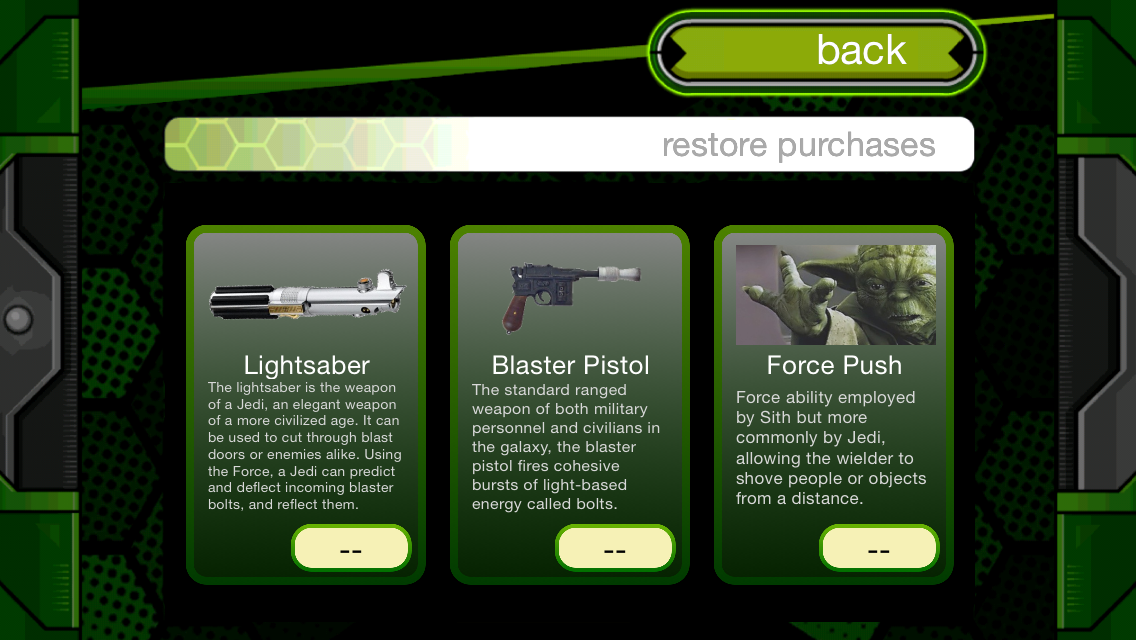 back
restore purchases
Lightsaber
The lightsaber is the weapon
of a Jedi, an elegant weapon
of a more civilized age. It can
be used to cut through blast
doors or enemies alike. Using
the Force, a Jedi can predict
and deflect incoming blaster
bolts, and reflect them.
--
Blaster Pistol
The standard ranged
weapon of both military
personnel and civilians in
the galaxy, the blaster
pistol fires cohesive
bursts of light-based
energy called bolts.
--
Force Push
Force ability employed
by Sith but more
commonly by Jedi,
allowing the wielder to
shove people or objects
from a distance.
--